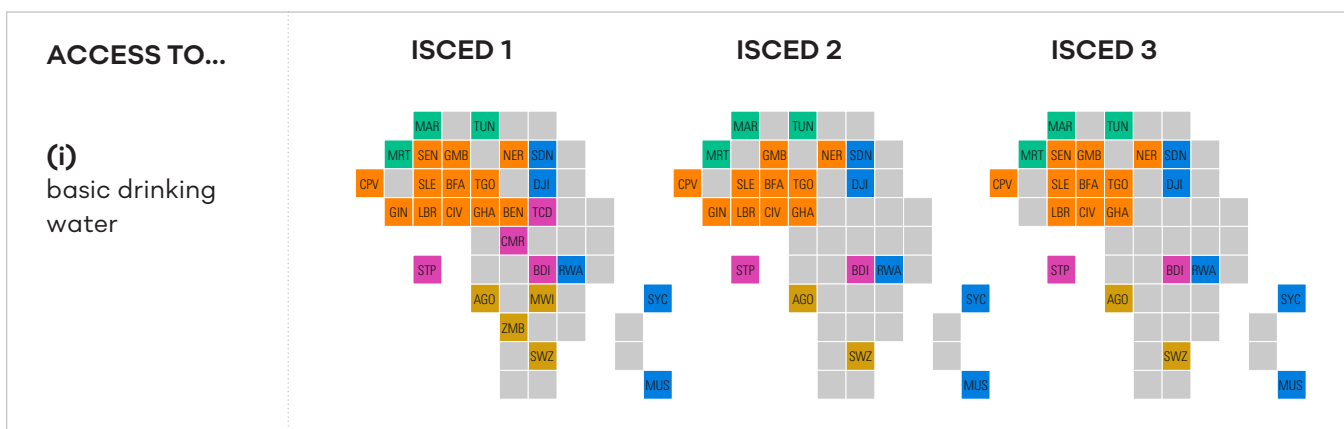 ACCESS TO...
ISCED 1
ISCED 2
ISCED 3
(i)
basic drinking
water
MAR TUN
MRT SEN GMB NER SDN
CPV SLE BFA TGO DJI
GIN LBR CIV GHA BEN TCD
CMR
STP BDI RWA
AGO MWI SYC
ZMB
SWZ
MUS
MAR TUN
MRT GMB NER SDN
CPV SLE BFA TGO DJI
GIN LBR CIV GHA
STP BDI RWA
AGO SYC
SWZ
MUS
MAR TUN
MRT SEN GMB NER SDN
CPV SLE BFA TGO DJI
LBR CIV GHA
STP BDI RWA
AGO SYC
SWZ
MUS